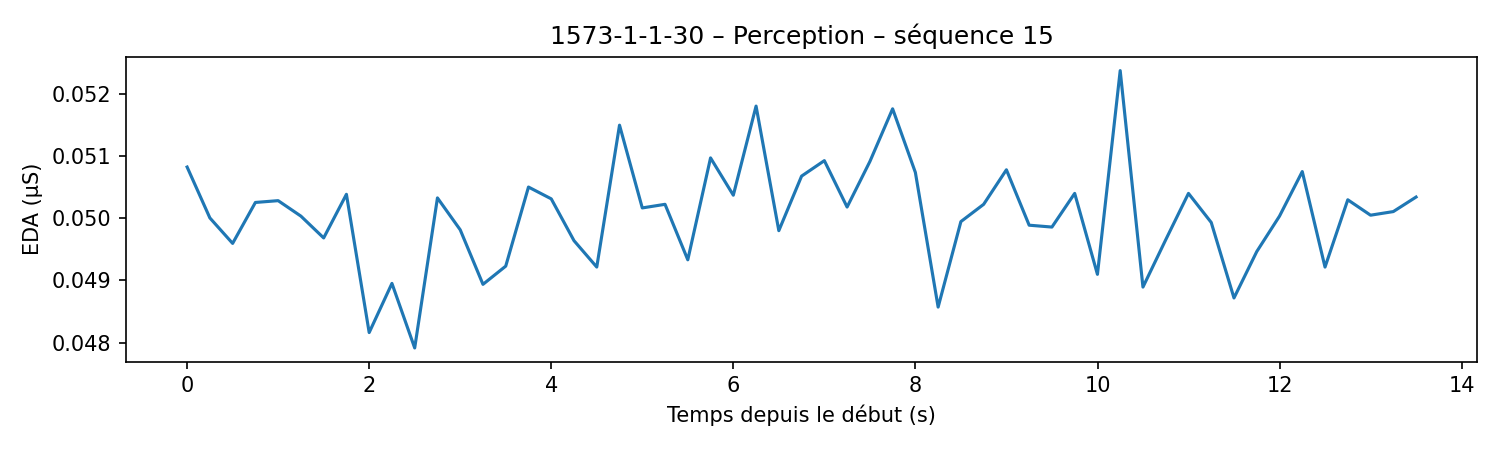 1573-1-1-30 – Perception – séquence 15
EDA (µS)
0.052
0.051
0.050
0.049
0.048
0 2 4 6 8 10 12 14
Temps depuis le début (s)